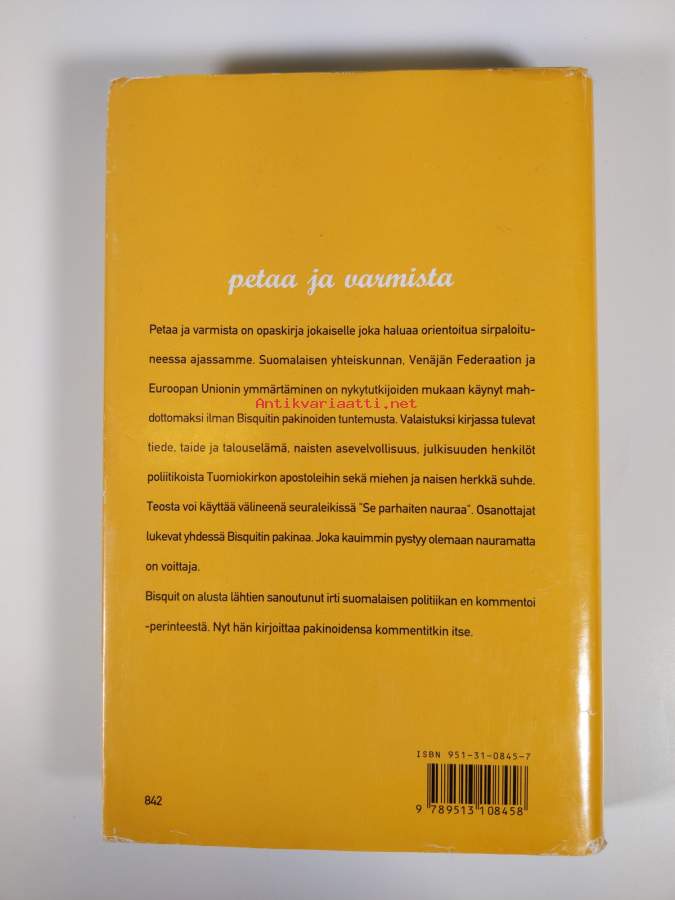 petaa ja varmista
Petaa ja varmista on opaskirja jokaiselle joka haluaa orientoitua sirpaloitu-
neessa ajassamme. Suomalaisen yhteiskunnan, Venäjän Federaation ja
Euroopan Unionin ymmärtäminen on nykytutkijoiden mukaan käynyt mah-
Antikvariaatti.net
dottomaksi ilman Bisquitin pakinoiden tuntemusta. Valaistuksi kirjassa tulevat
tiede, taide ja talouselämä, naisten asevelvollisuus, julkisuuden henkilöt
poliitikoista Tuomiokirkon apostoleihin sekä miehen ja naisen herkkä suhde.
Teosta voi käyttää välineenä seuraleikissä "Se parhaiten nauraa". Osanottajat
lukevat yhdessä Bisquitin pakinaa. Joka kauimmin pystyy olemaan nauramatta
on voittaja.
Bisquit on alusta lähtien sanoutunut irti suomalaisen politiikan en kommentoi
-perinteestä. Nyt hän kirjoittaa pakinoidensa kommentitkin itse.
ISBN 951-31-0845-7
842
9 789513 108458